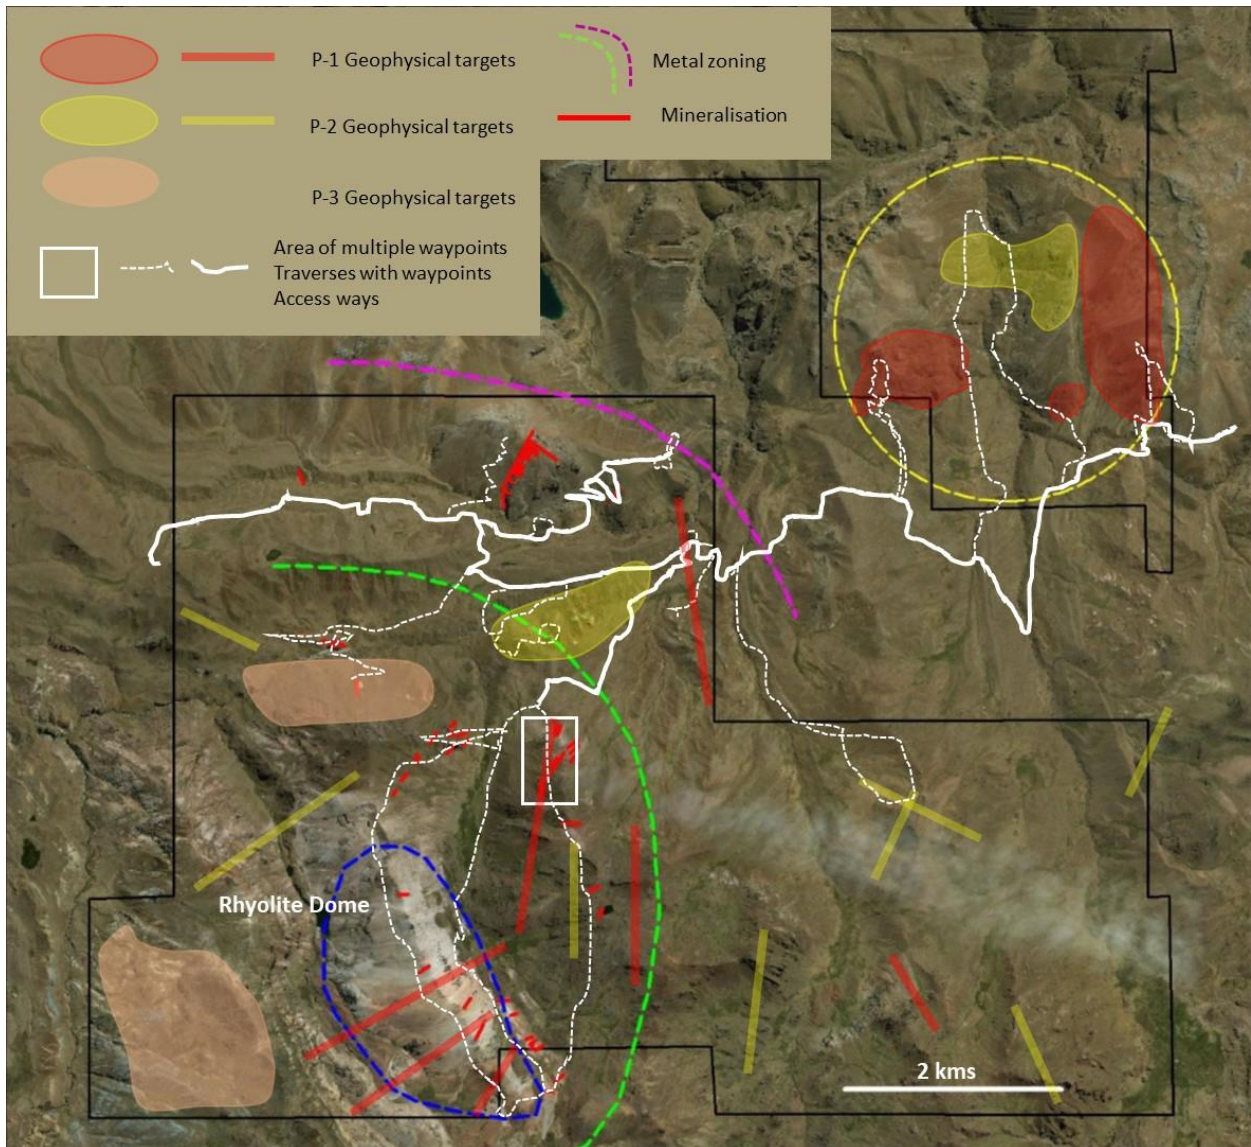 P-1 Geophysical targets
Metal zoning
P-2 Geophysical targets
Mineralisation
P-3 Geophysical targets
Area of multiple waypoints
Traverses with waypoints
Access ways
Rhyolite Dome
2 kms